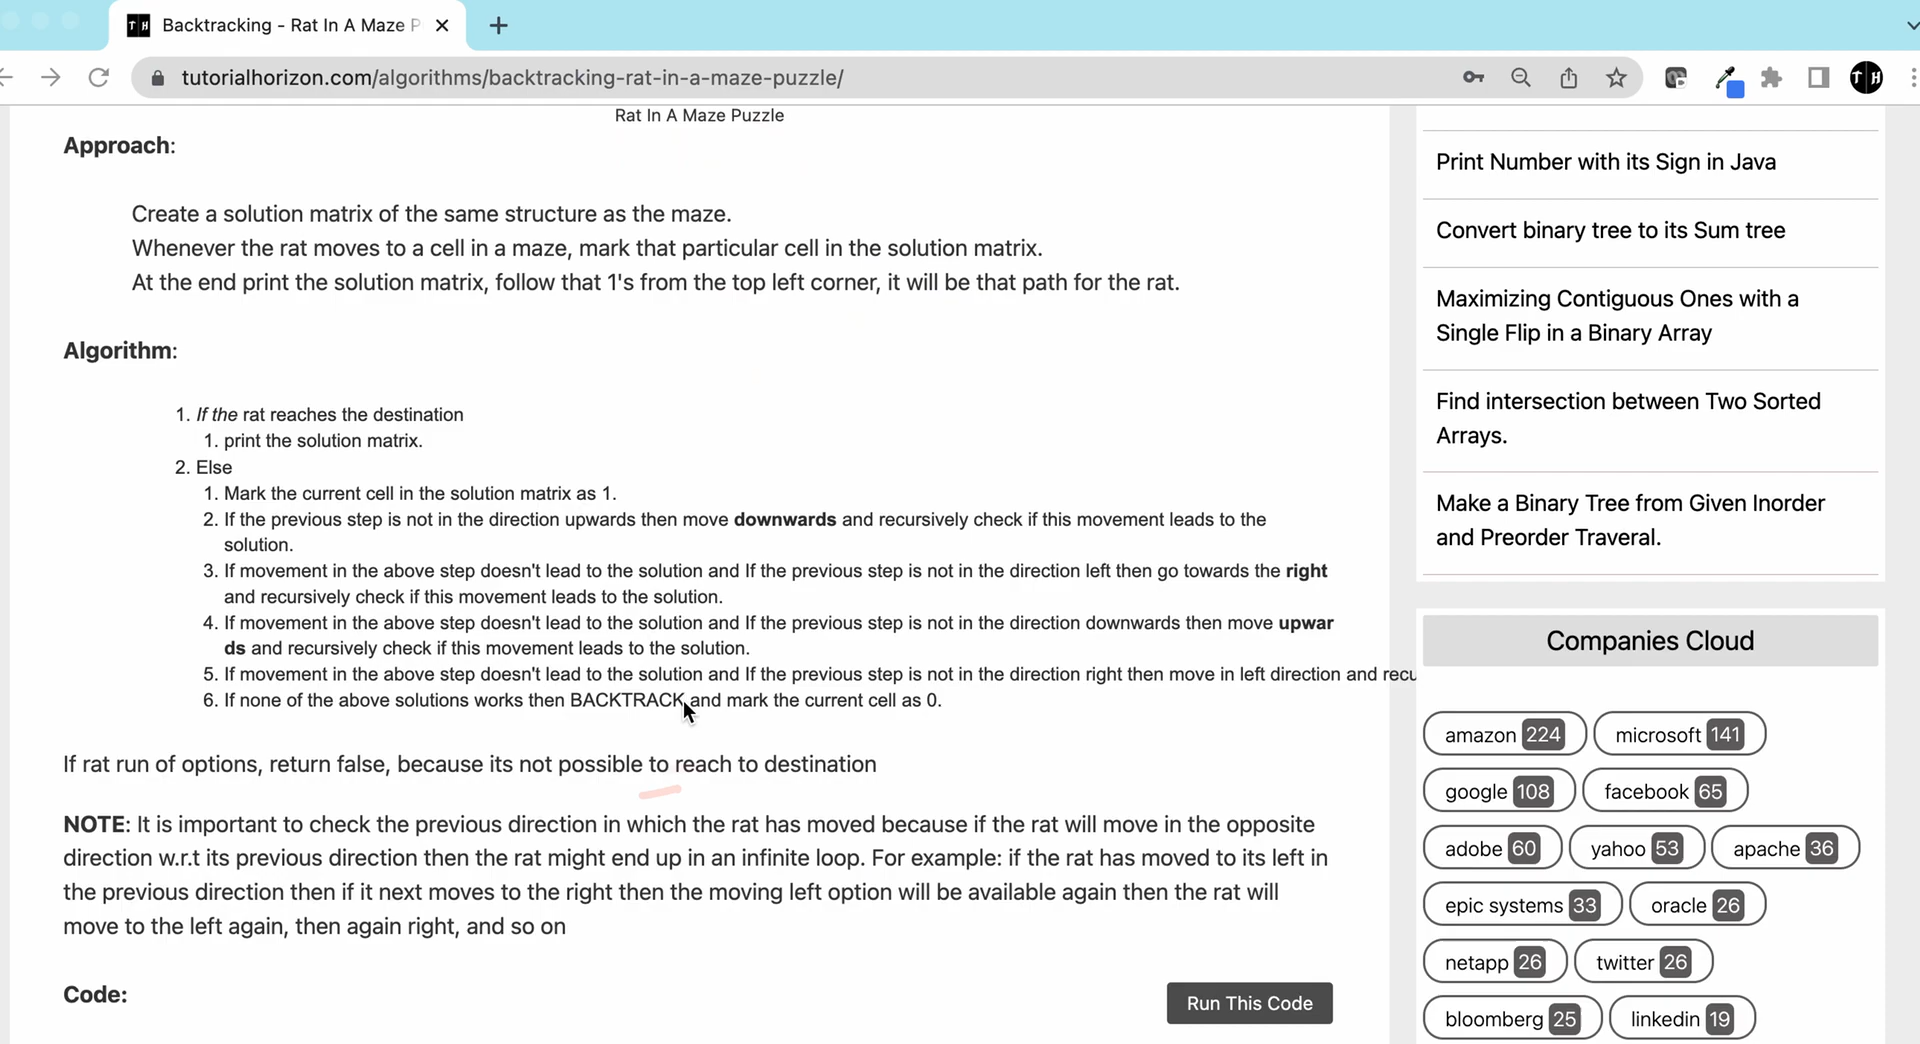 TH Backtracking - Rat In A Maze P
tutorialhorizon.com/algorithms/backtracking-rat-in-a-maze-puzzle/
TH
Rat In A Maze Puzzle
Approach:
Create a solution matrix of the same structure as the maze.
Whenever the rat moves to a cell in a maze, mark that particular cell in the solution matrix.
At the end print the solution matrix, follow that 1's from the top left corner, it will be that path for the rat.
Algorithm:
1. If the rat reaches the destination
1. print the solution matrix.
2. Else
1. Mark the current cell in the solution matrix as 1.
2. If the previous step is not in the direction upwards then move downwards and recursively check if this movement leads to the
solution.
3. If movement in the above step doesn't lead to the solution and If the previous step is not in the direction left then go towards the right
and recursively check if this movement leads to the solution.
4. If movement in the above step doesn't lead to the solution and If the previous step is not in the direction downwards then move upwar
ds and recursively check if this movement leads to the solution.
5. If movement in the above step doesn't lead to the solution and If the previous step is not in the direction right then move in left direction and recu
6. If none of the above solutions works then BACKTRACK and mark the current cell as 0.
If rat run of options, return false, because its not possible to reach to destination
NOTE: It is important to check the previous direction in which the rat has moved because if the rat will move in the opposite
direction w.r.t its previous direction then the rat might end up in an infinite loop. For example: if the rat has moved to its left in
the previous direction then if it next moves to the right then the moving left option will be available again then the rat will
move to the left again, then again right, and so on
Code:
Run This Code
Print Number with its Sign in Java
Convert binary tree to its Sum tree
Maximizing Contiguous Ones with a
Single Flip in a Binary Array
Find intersection between Two Sorted
Arrays.
Make a Binary Tree from Given Inorder
and Preorder Traveral.
Companies Cloud
amazon 224 microsoft 141
google 108 facebook 65
adobe 60 yahoo 53 apache 36
epic systems 33 oracle 26
netapp 26 twitter 26
bloomberg 25 linkedin 19